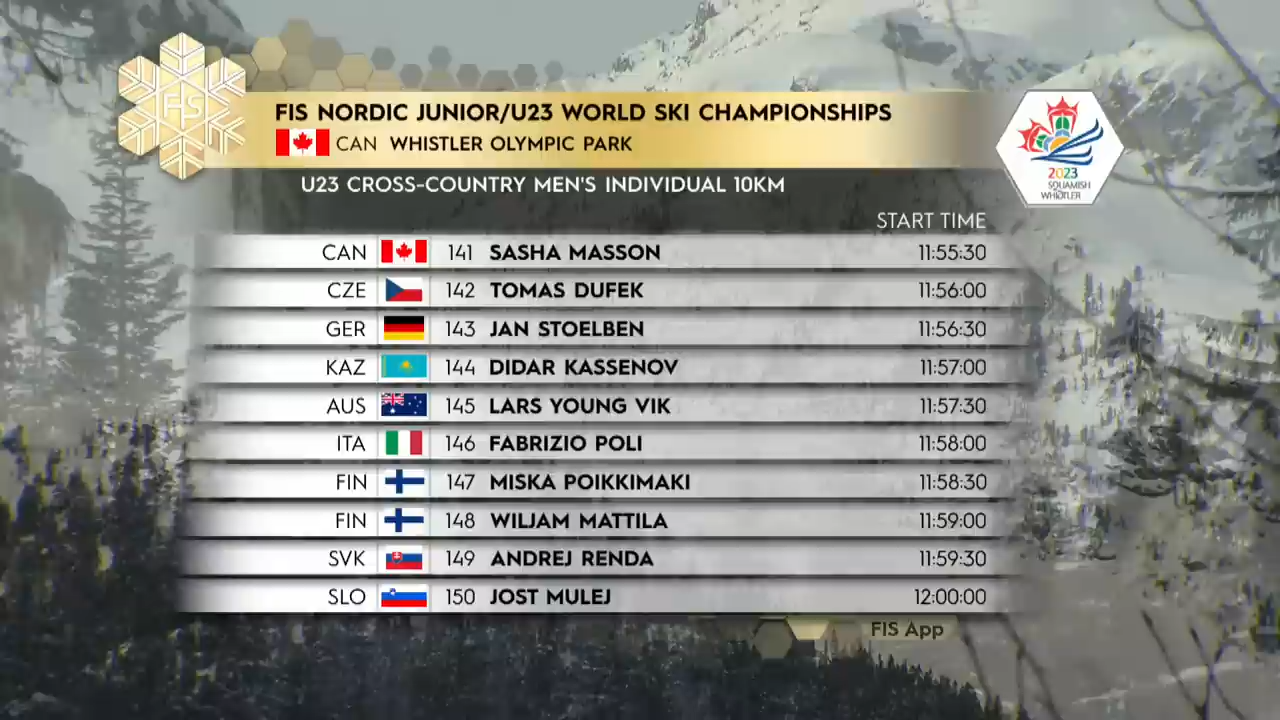 FIS
FIS NORDIC JUNIOR/U23 WORLD SKI CHAMPIONSHIPS
CAN WHISTLER OLYMPIC PARK
2023
SQUAMISH
WHISTLER
U23 CROSS-COUNTRY MEN'S INDIVIDUAL 10KM
START TIME
CAN 141 SASHA MASSON 11:55:30
CZE 142 TOMAS DUFEK 11:56:00
GER 143 JAN STOELBEN 11:56:30
KAZ 144 DIDAR KASSENOV 11:57:00
AUS 145 LARS YOUNG VIK 11:57:30
ITA 146 FABRIZIO POLI 11:58:00
FIN 147 MISKA POIKKIMAKI 11:58:30
FIN 148 WILJAM MATTILA 11:59:00
SVK 149 ANDREJ RENDA 11:59:30
SLO 150 JOST MULEJ 12:00:00
FIS App